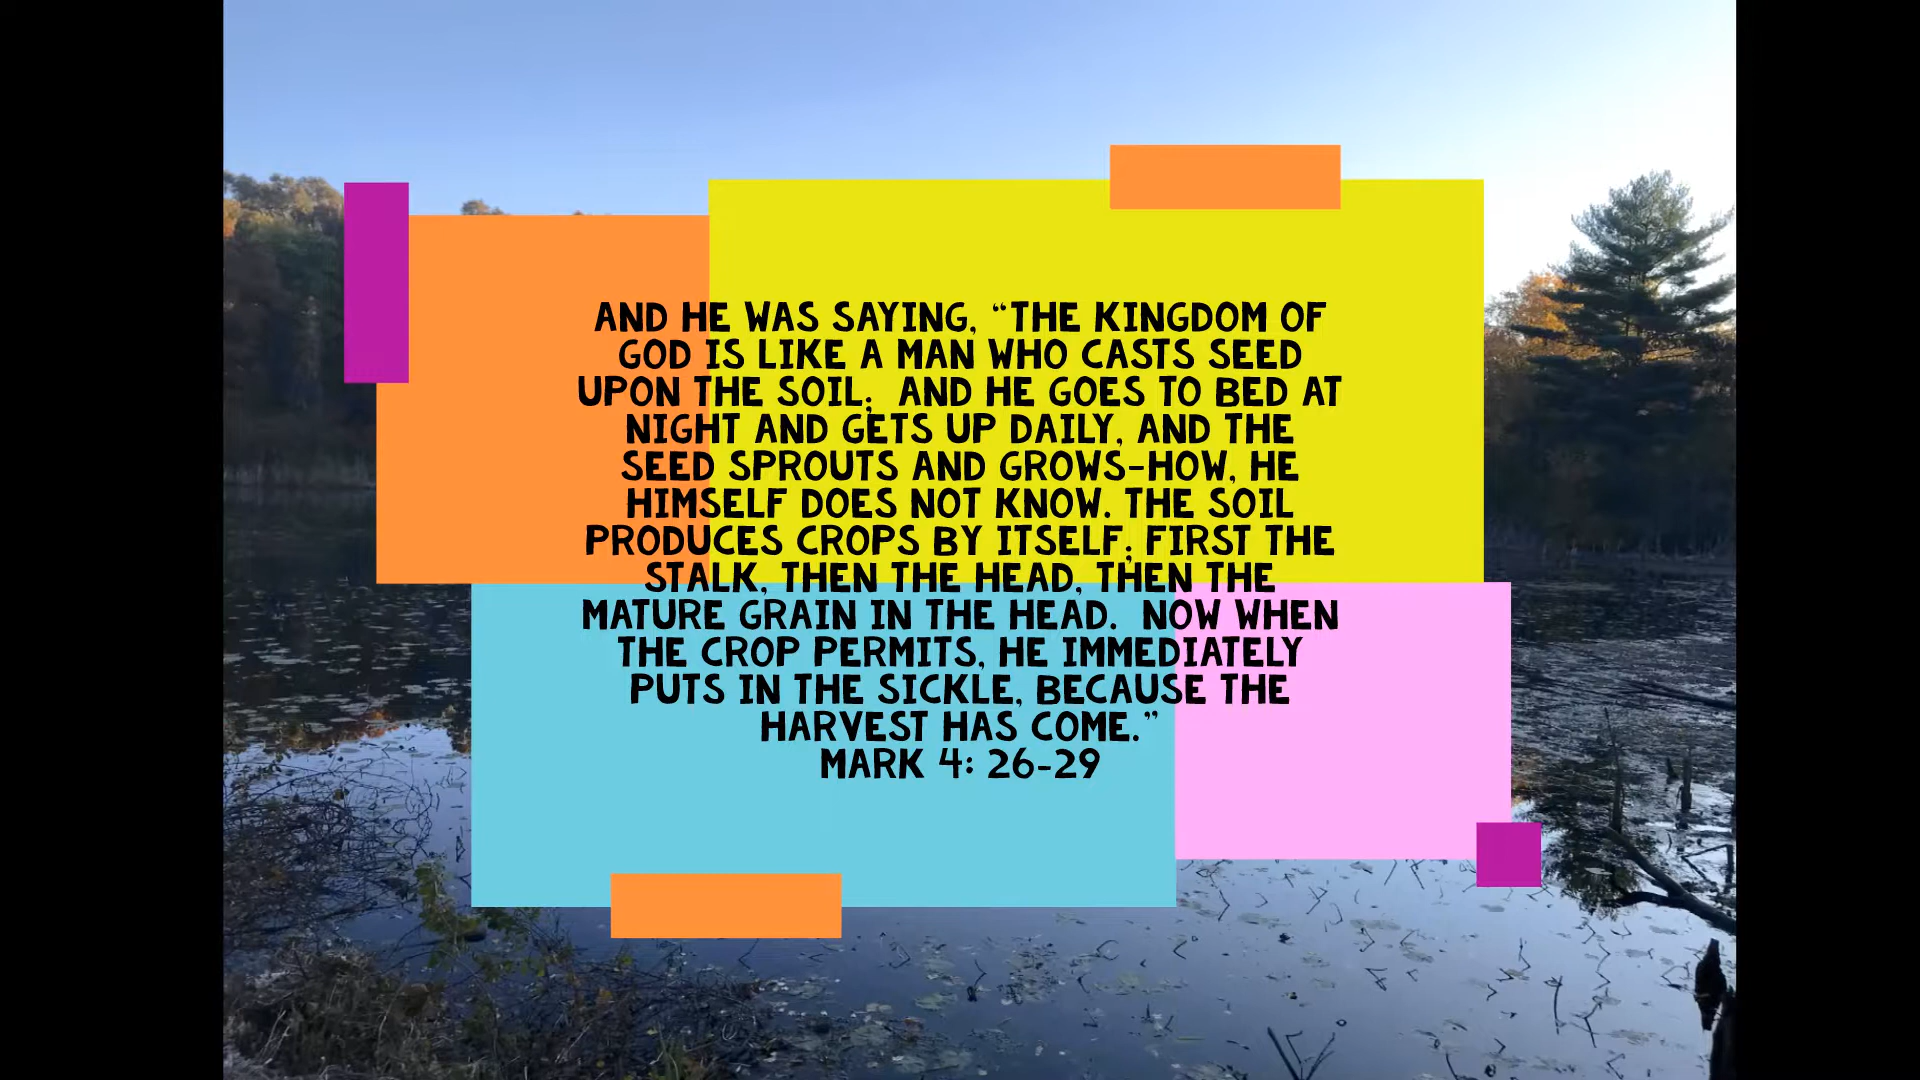 AND HE WAS SAYING, “THE KINGDOM OF
GOD IS LIKE A MAN WHO CASTS SEED
UPON THE SOIL;  AND HE GOES TO BED AT
NIGHT AND GETS UP DAILY, AND THE
SEED SPROUTS AND GROWS-HOW, HE
HIMSELF DOES NOT KNOW. THE SOIL
PRODUCES CROPS BY ITSELF; FIRST THE
STALK, THEN THE HEAD, THEN THE
MATURE GRAIN IN THE HEAD.  NOW WHEN
THE CROP PERMITS, HE IMMEDIATELY
PUTS IN THE SICKLE, BECAUSE THE
HARVEST HAS COME.”
MARK 4: 26-29